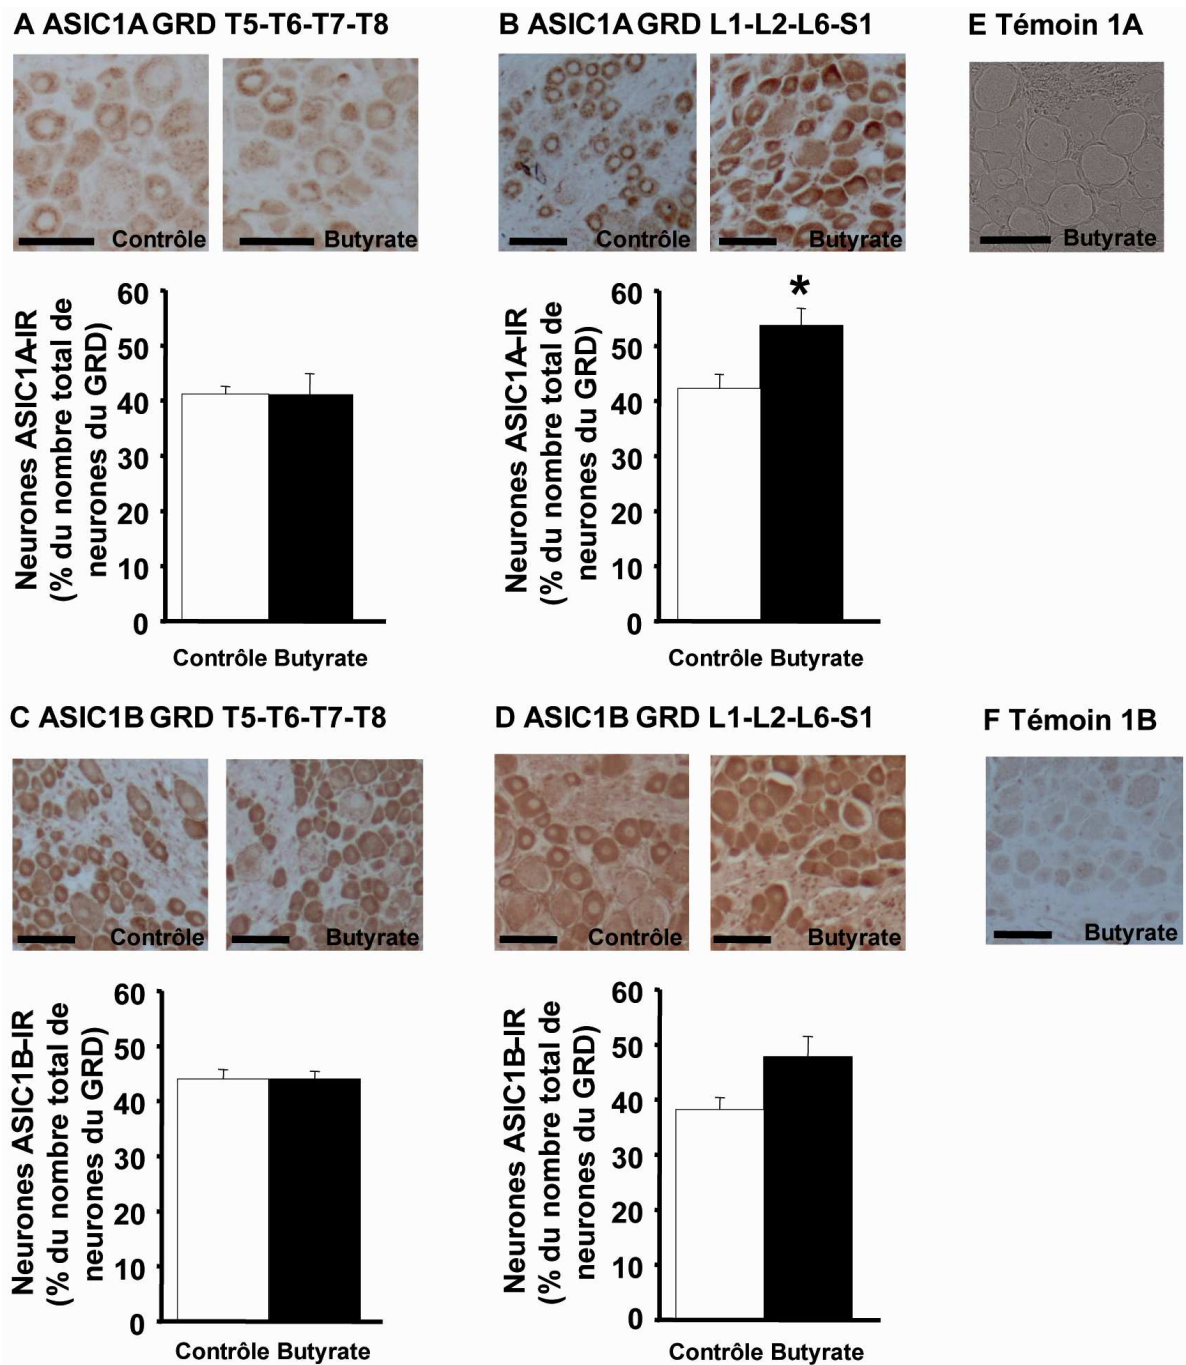 A ASIC1A GRD T5-T6-T7-T8
Contrôle
Butyrate
Neurones ASIC1A-IR
(% du nombre total de
neurones du GRD)
60
50
40
30
20
10
0
Contrôle Butyrate
B ASIC1A GRD L1-L2-L6-S1
Contrôle
Butyrate
Neurones ASIC1A-IR
(% du nombre total de
neurones du GRD)
60
50
40
30
20
10
0
*
Contrôle Butyrate
E Témoin 1A
Butyrate
C ASIC1B GRD T5-T6-T7-T8
Contrôle
Butyrate
Neurones ASIC1B-IR
(% du nombre total de
neurones du GRD)
60
50
40
30
20
10
0
Contrôle Butyrate
D ASIC1B GRD L1-L2-L6-S1
Contrôle
Butyrate
Neurones ASIC1B-IR
(% du nombre total de
neurones du GRD)
60
50
40
30
20
10
0
Contrôle Butyrate
F Témoin 1B
Butyrate